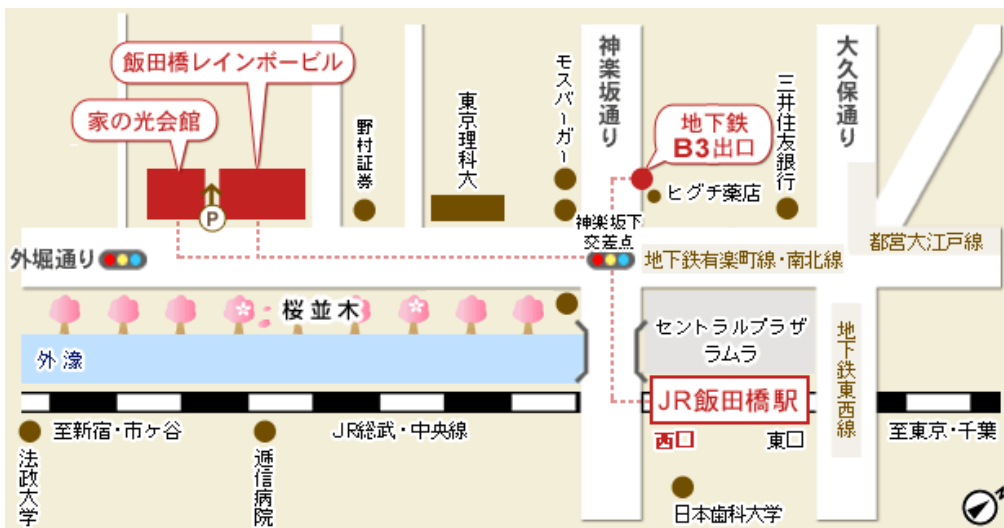 飯田橋レインボービル
家の光会館
野村証券
東京理科大
モスバーガー
神楽坂通り
地下鉄
B3出口
ヒグチ薬店
三井住友銀行
大久保通り
P
神楽坂下
交差点
外堀通り
地下鉄有楽町線・南北線
都営大江戸線
桜並木
外濠
セントラルプラザ
ラムラ
地下鉄東西線
JR飯田橋駅
西口
東口
至新宿・市ヶ谷
JR総武・中央線
至東京・千葉
法政大学
逓信病院
日本歯科大学